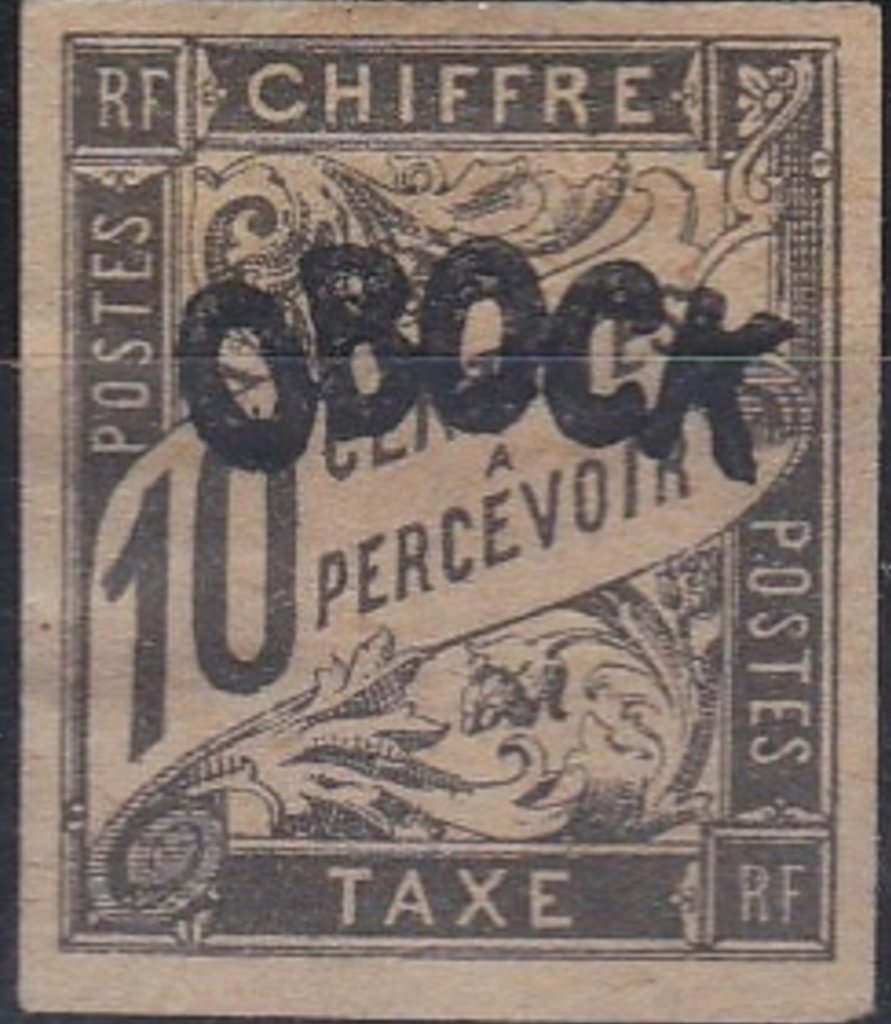 RF CHIFFRE
POSTES
OBOCK
10
A
PERCEVOIR
POSTES
TAXE RF